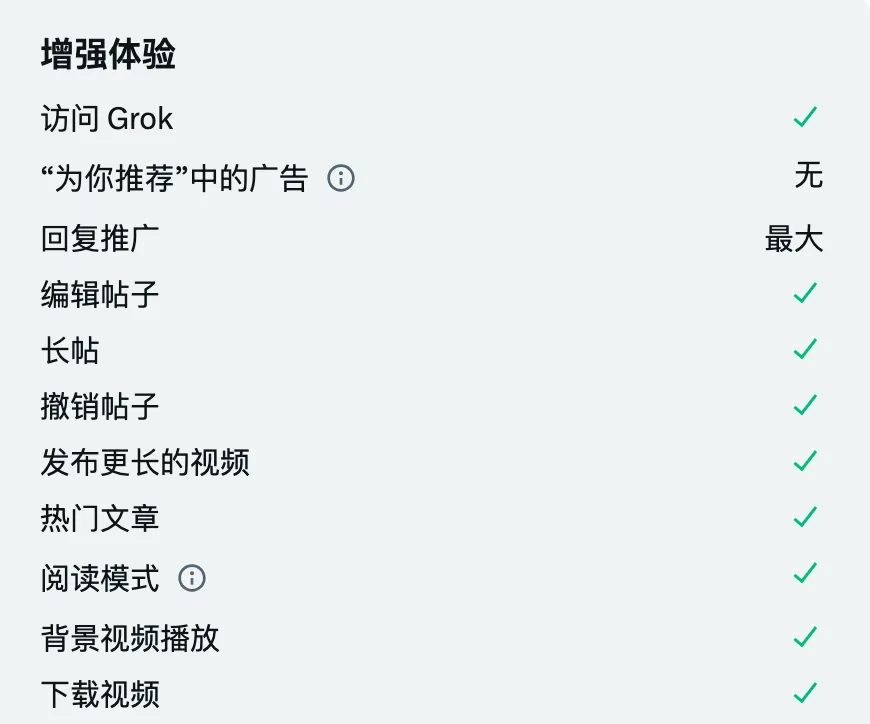 增强体验
访问 Grok
“为你推荐”中的广告 无
回复推广 最大
编辑帖子
长帖
撤销帖子
发布更长的视频
热门文章
阅读模式
背景视频播放
下载视频